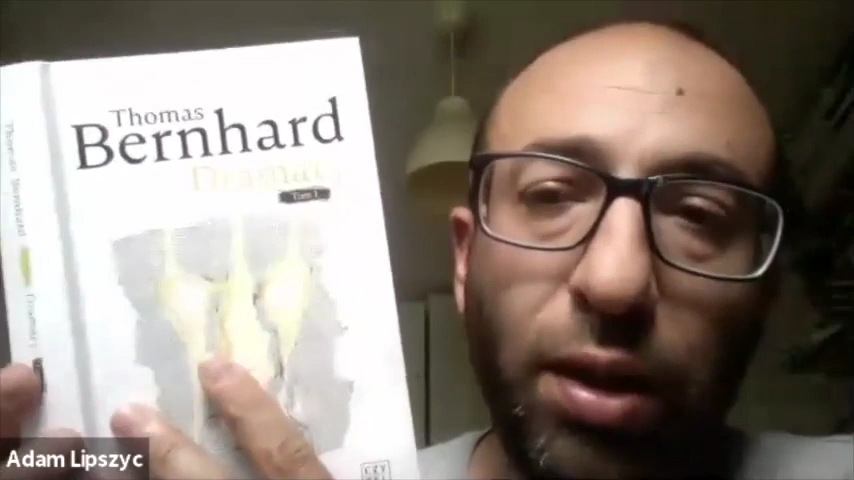 Thomas
Bernhard
Dramaty
Tom 1
Thomas Bernhard Dramaty
Adam Lipszyc